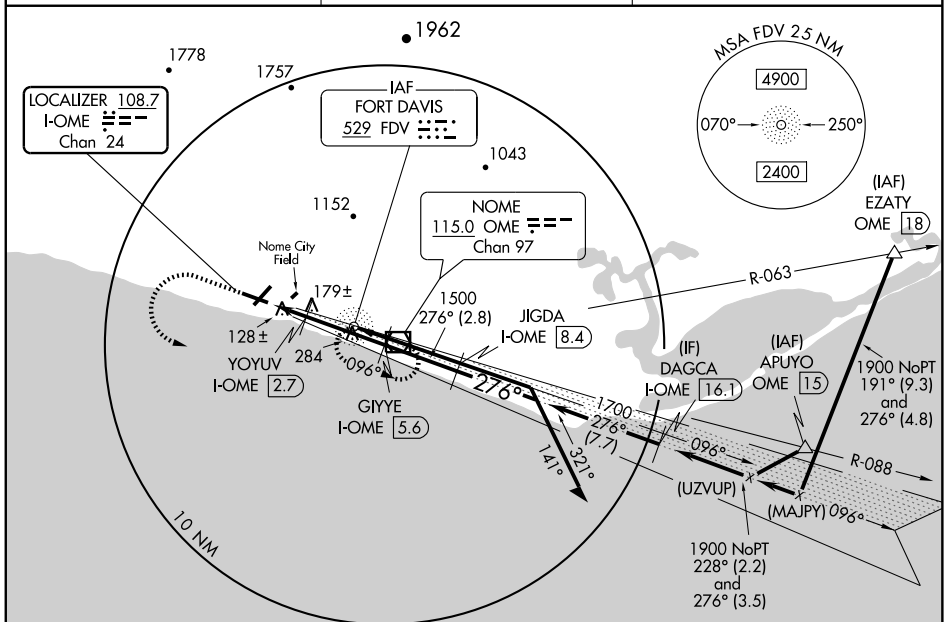 1962
1778
1757
LOCALIZER 108.7
I-OME
Chan 24
IAF
FORT DAVIS
529 FDV
1043
1152
NOME
115.0 OME
Chan 97
MSA FDV 25 NM
4900
070°
250°
2400
(IAF)
EZATY
OME 18
R-063
Nome City
Field
179±
128±
YOYUV
I-OME 2.7
284
096°
GIYYE
I-OME 5.6
1500
276° (2.8)
JIGDA
I-OME 8.4
276°
(IF)
DAGCA
I-OME 16.1
(IAF)
APUYO
OME 15
1900 NoPT
191° (9.3)
and
276° (4.8)
1700
276°
(7.7)
141°
321°
096°
R-088
(UZVUP)
(MAJPY)
096°
1900 NoPT
228° (2.2)
and
276° (3.5)
10 NM